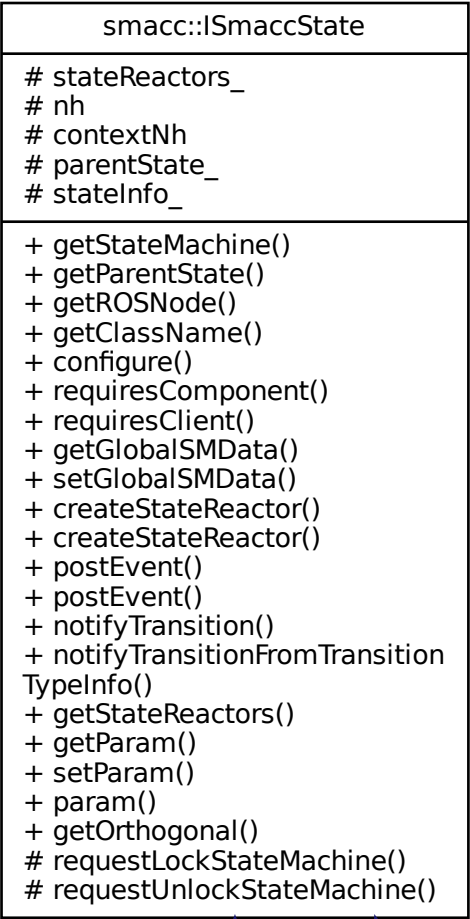 smacc::ISmaccState
# stateReactors_
# nh
# contextNh
# parentState_
# stateInfo_
+ getStateMachine()
+ getParentState()
+ getROSNode()
+ getClassName()
+ configure()
+ requiresComponent()
+ requiresClient()
+ getGlobalSMData()
+ setGlobalSMData()
+ createStateReactor()
+ createStateReactor()
+ postEvent()
+ postEvent()
+ notifyTransition()
+ notifyTransitionFromTransition
TypeInfo()
+ getStateReactors()
+ getParam()
+ setParam()
+ param()
+ getOrthogonal()
# requestLockStateMachine()
# requestUnlockStateMachine()